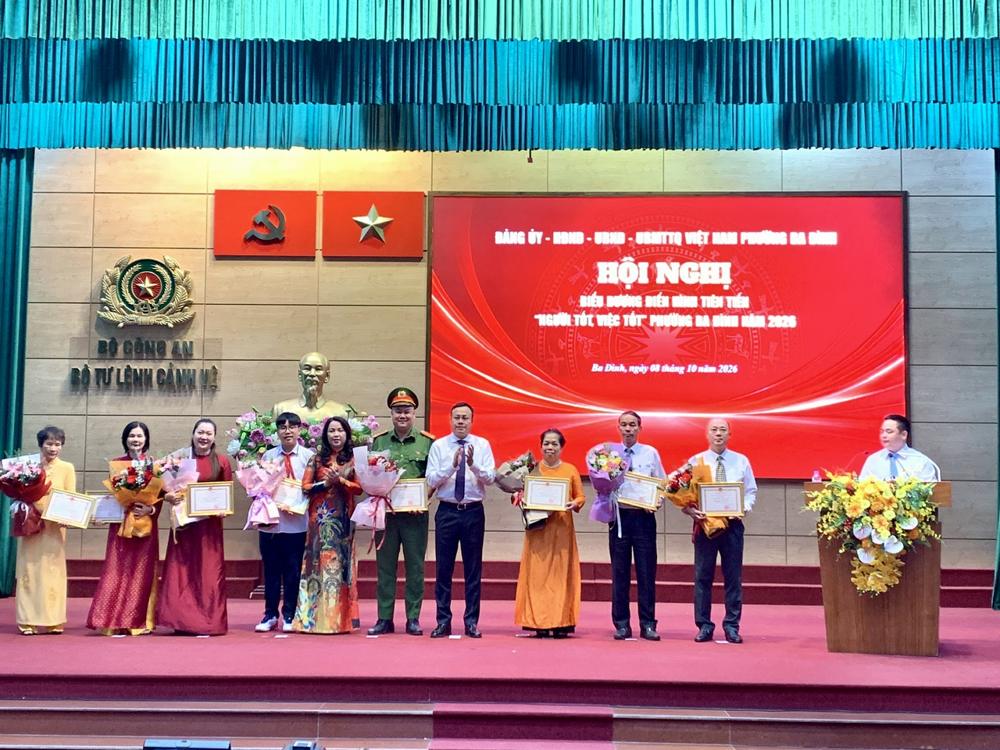 ĐẢNG ỦY - HĐND - UBND - UBMTTQ VIỆT NAM PHƯỜNG BA ĐÌNH
HỘI NGHỊ
BIỂU DƯƠNG ĐIỂN HÌNH TIÊN TIẾN
"NGƯỜI TỐT, VIỆC TỐT" PHƯỜNG BA ĐÌNH NĂM 2026
Ba Đình, ngày 08 tháng 10 năm 2026
BỘ CÔNG AN
BỘ TƯ LỆNH CẢNH VỆ